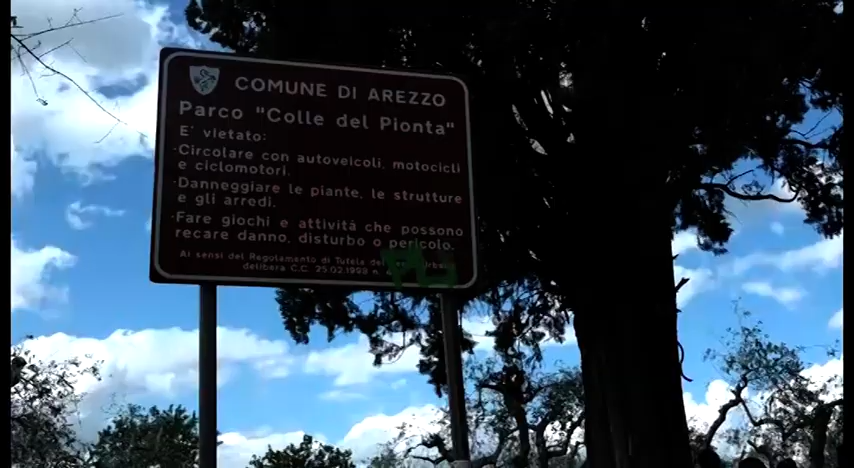 COMUNE DI AREZZO
Parco "Colle del Pionta"
E' vietato:
·Circolare con autoveicoli, motocicli
e ciclomotori.
·Danneggiare le piante, le strutture
e gli arredi.
·Fare giochi e attività che possono
recare danno, disturbo o pericolo.
Ai sensi del Regolamento di Tutela del
delibera C.C. 25.02.1999 n.